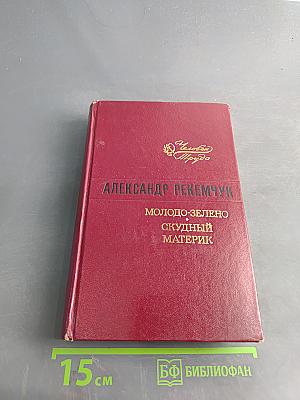 Человек
Труда
АЛЕКСАНДР РЕКЕМЧУК
МОЛОДО-ЗЕЛЕНО
•
СКУДНЫЙ
МАТЕРИК
15 см
БФ БИБЛИОФАН